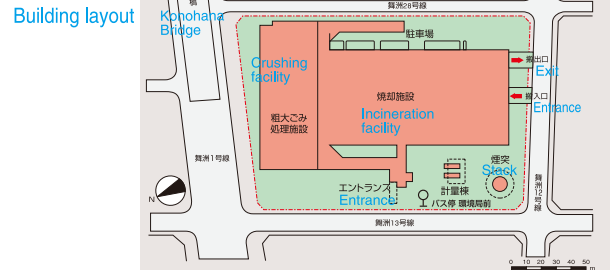 Building layout
橋
Konohana
Bridge
舞洲28号線
駐車場
Crushing
facility
搬出口
Exit
焼却施設
搬入口
Entrance
粗大ごみ
処理施設
Incineration
facility
舞洲1号線
煙突
Stack
舞洲12号線
N
エントランス
Entrance
計量棟
バス停 環境局前
舞洲13号線
0 10 20 30 40 50
m